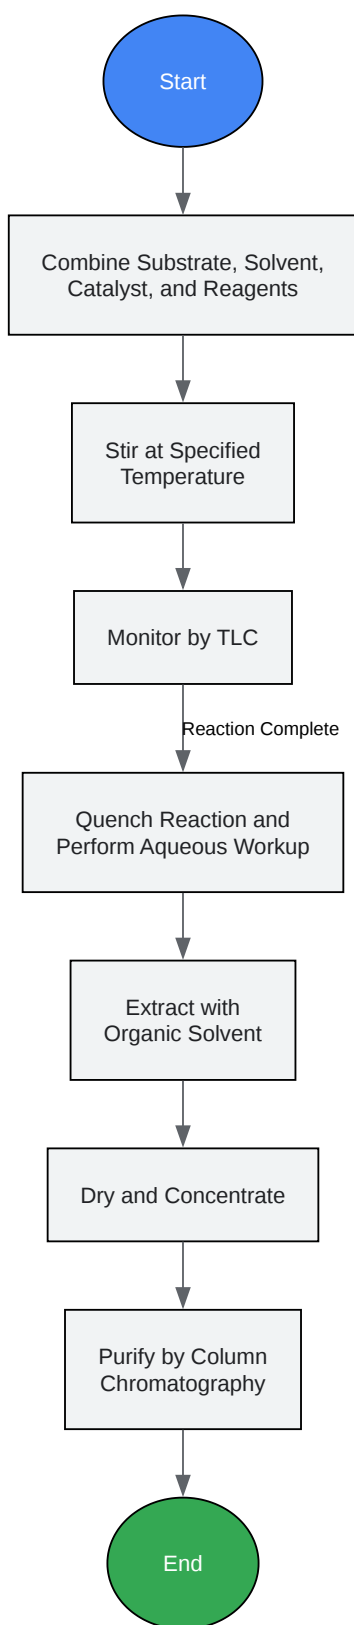 Start
Combine Substrate, Solvent,
Catalyst, and Reagents
Stir at Specified
Temperature
Monitor by TLC
Reaction Complete
Quench Reaction and
Perform Aqueous Workup
Extract with
Organic Solvent
Dry and Concentrate
Purify by Column
Chromatography
End